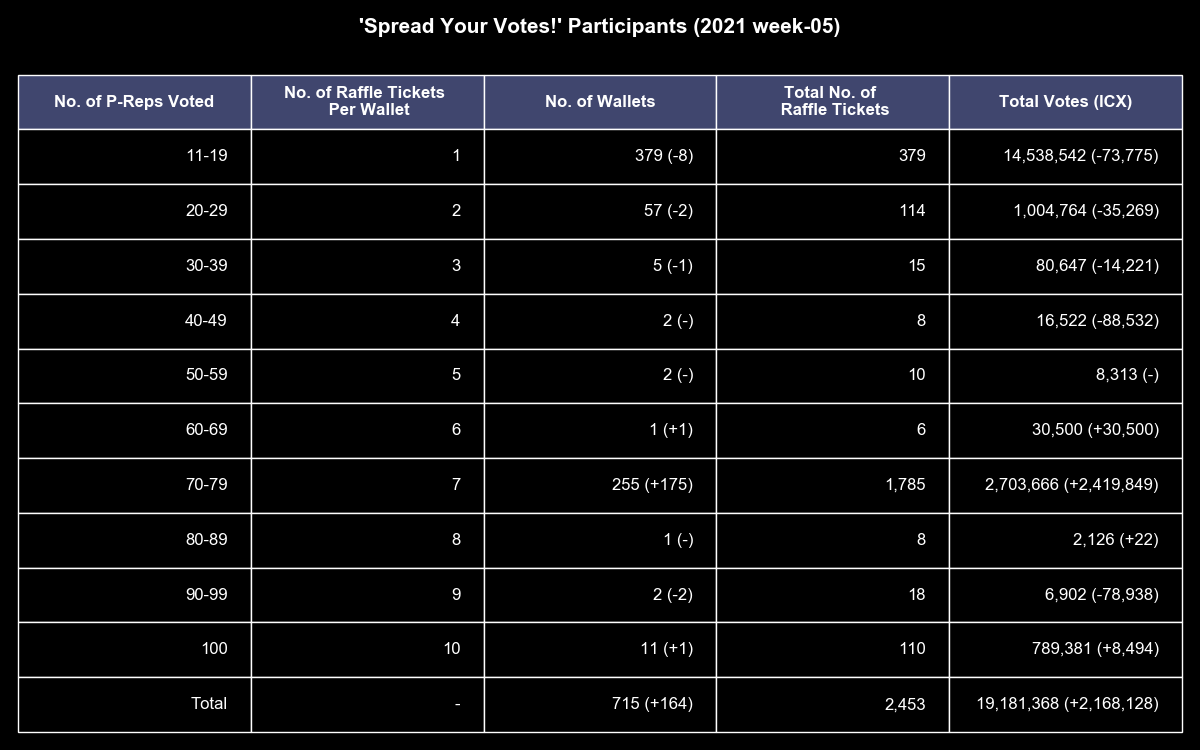 'Spread Your Votes!' Participants (2021 week-05)
No. of P-Reps Voted No. of Raffle Tickets Per Wallet No. of Wallets Total No. of Raffle Tickets Total Votes (ICX)
11-19 1 379 (-8) 379 14,538,542 (-73,775)
20-29 2 57 (-2) 114 1,004,764 (-35,269)
30-39 3 5 (-1) 15 80,647 (-14,221)
40-49 4 2 (-) 8 16,522 (-88,532)
50-59 5 2 (-) 10 8,313 (-)
60-69 6 1 (+1) 6 30,500 (+30,500)
70-79 7 255 (+175) 1,785 2,703,666 (+2,419,849)
80-89 8 1 (-) 8 2,126 (+22)
90-99 9 2 (-2) 18 6,902 (-78,938)
100 10 11 (+1) 110 789,381 (+8,494)
Total - 715 (+164) 2,453 19,181,368 (+2,168,128)